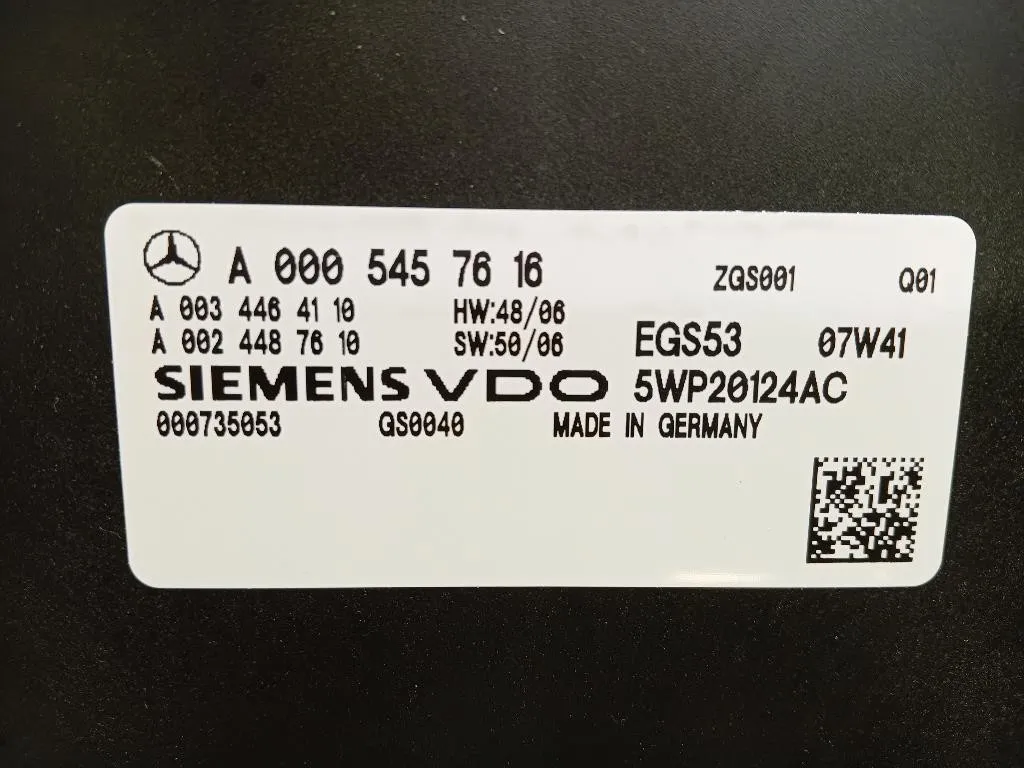 A 000 545 76 16 ZGS001 Q01
A 003 446 41 10 HW:48/06
A 002 448 76 10 SW:50/06 EGS53 07W41
SIEMENS VDO 5WP20124AC
000735053 GS0040 MADE IN GERMANY